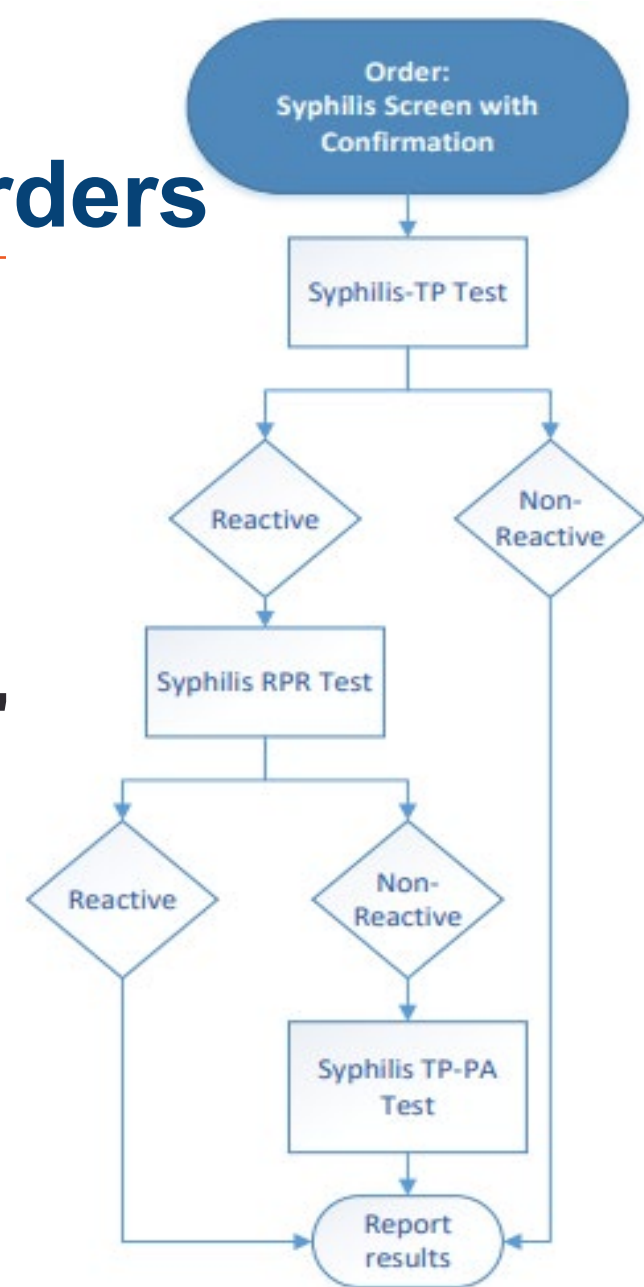 Order:
Syphilis Screen with
Confirmation
rders
Syphilis-TP Test
Reactive
Non-
Reactive
Syphilis RPR Test
Reactive
Non-
Reactive
Syphilis TP-PA
Test
Report
results